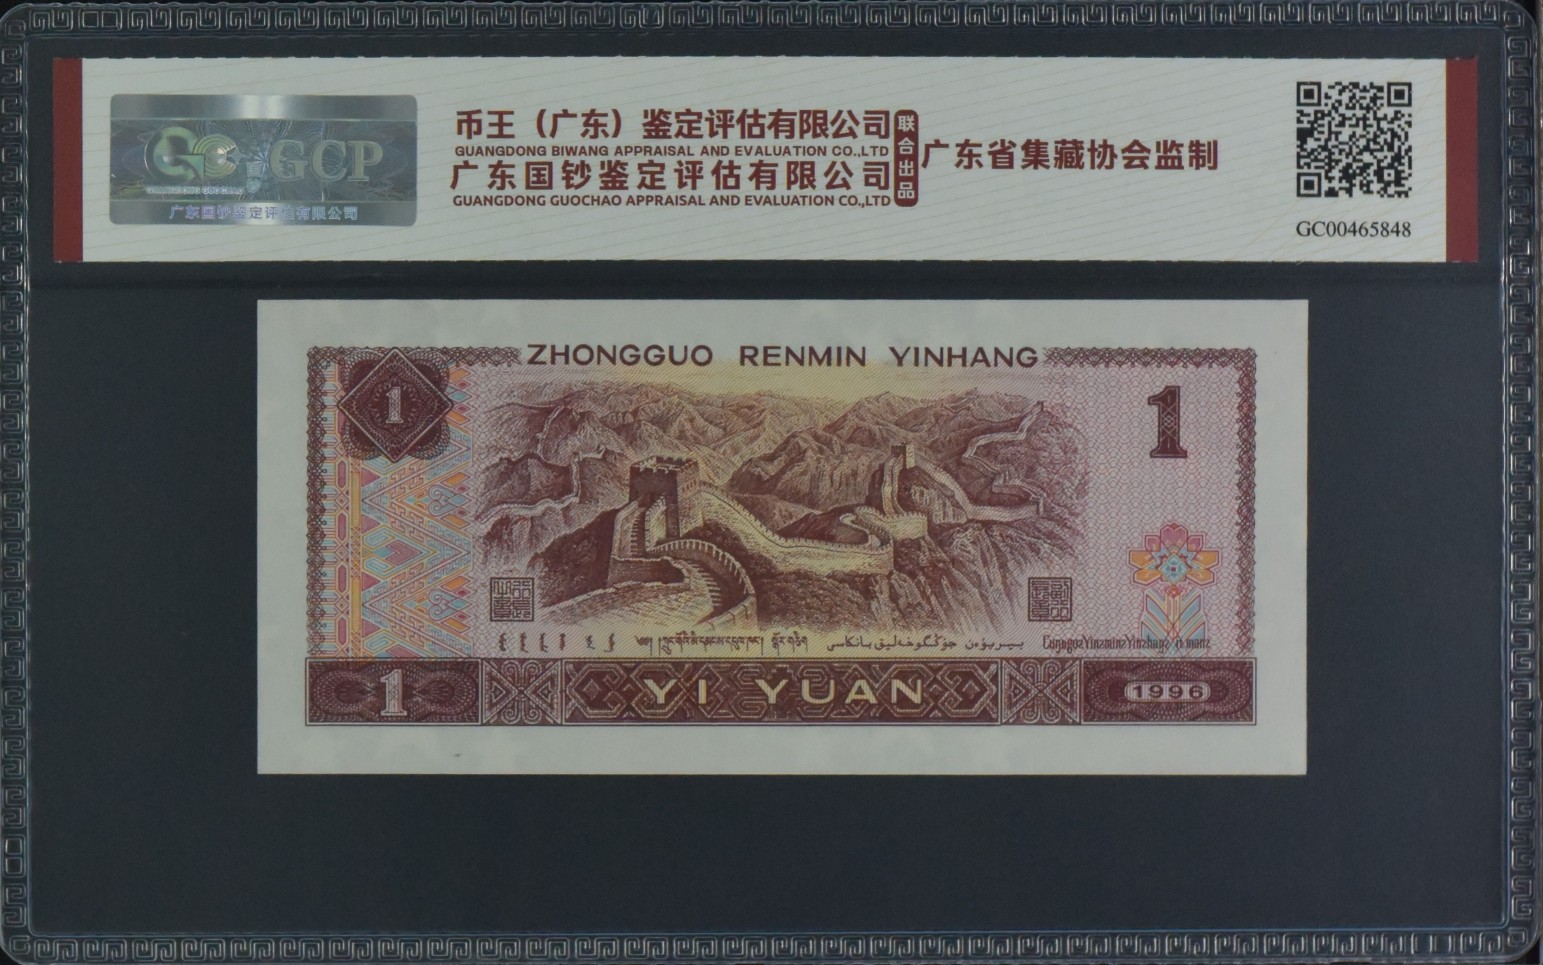 GCP
广东国钞鉴定评估有限公司
币王（广东）鉴定评估有限公司
GUANGDONG BIWANG APPRAISAL AND EVALUATION CO.,LTD
广东国钞鉴定评估有限公司
GUANGDONG GUOCHAO APPRAISAL AND EVALUATION CO.,LTD
联合出品
广东省集藏协会监制
GC00465848
ZHONGGUO RENMIN YINHANG
1
1
1
YI YUAN
1996